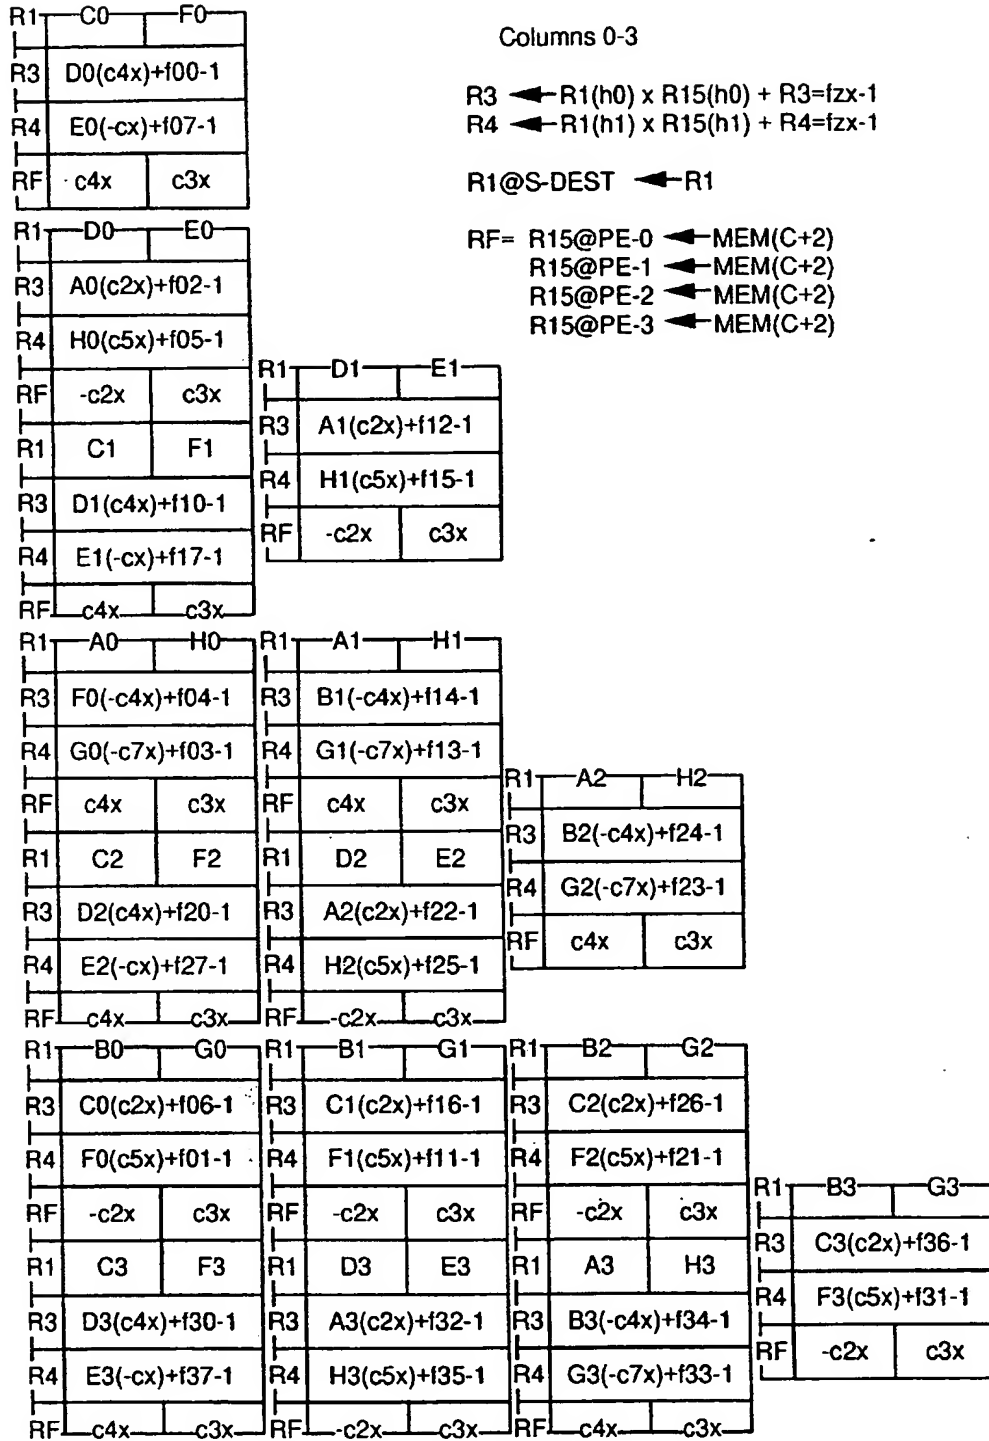 R1 C0 F0
R3 D0(c4x)+f00-1
R4 E0(-cx)+f07-1
RF c4x c3x
Columns 0-3
R3 ← R1(h0) x R15(h0) + R3=fzx-1
R4 ← R1(h1) x R15(h1) + R4=fzx-1
R1@S-DEST ← R1
RF= R15@PE-0 ← MEM(C+2)
R15@PE-1 ← MEM(C+2)
R15@PE-2 ← MEM(C+2)
R15@PE-3 ← MEM(C+2)
R1 D0 E0
R3 A0(c2x)+f02-1
R4 H0(c5x)+f05-1
RF -c2x c3x
R1 C1 F1
R3 D1(c4x)+f10-1
R4 E1(-cx)+f17-1
RF c4x c3x
R1 D1 E1
R3 A1(c2x)+f12-1
R4 H1(c5x)+f15-1
RF -c2x c3x
R1 A0 H0
R3 F0(-c4x)+f04-1
R4 G0(-c7x)+f03-1
RF c4x c3x
R1 C2 F2
R3 D2(c4x)+f20-1
R4 E2(-cx)+f27-1
RF c4x c3x
R1 A1 H1
R3 B1(-c4x)+f14-1
R4 G1(-c7x)+f13-1
RF c4x c3x
R1 D2 E2
R3 A2(c2x)+f22-1
R4 H2(c5x)+f25-1
RF -c2x c3x
R1 A2 H2
R3 B2(-c4x)+f24-1
R4 G2(-c7x)+f23-1
RF c4x c3x
R1 B0 G0
R3 C0(c2x)+f06-1
R4 F0(c5x)+f01-1
RF -c2x c3x
R1 C3 F3
R3 D3(c4x)+f30-1
R4 E3(-cx)+f37-1
RF c4x c3x
R1 B1 G1
R3 C1(c2x)+f16-1
R4 F1(c5x)+f11-1
RF -c2x c3x
R1 D3 E3
R3 A3(c2x)+f32-1
R4 H3(c5x)+f35-1
RF -c2x c3x
R1 B2 G2
R3 C2(c2x)+f26-1
R4 F2(c5x)+f21-1
RF -c2x c3x
R1 A3 H3
R3 B3(-c4x)+f34-1
R4 G3(-c7x)+f33-1
RF c4x c3x
R1 B3 G3
R3 C3(c2x)+f36-1
R4 F3(c5x)+f31-1
RF -c2x c3x